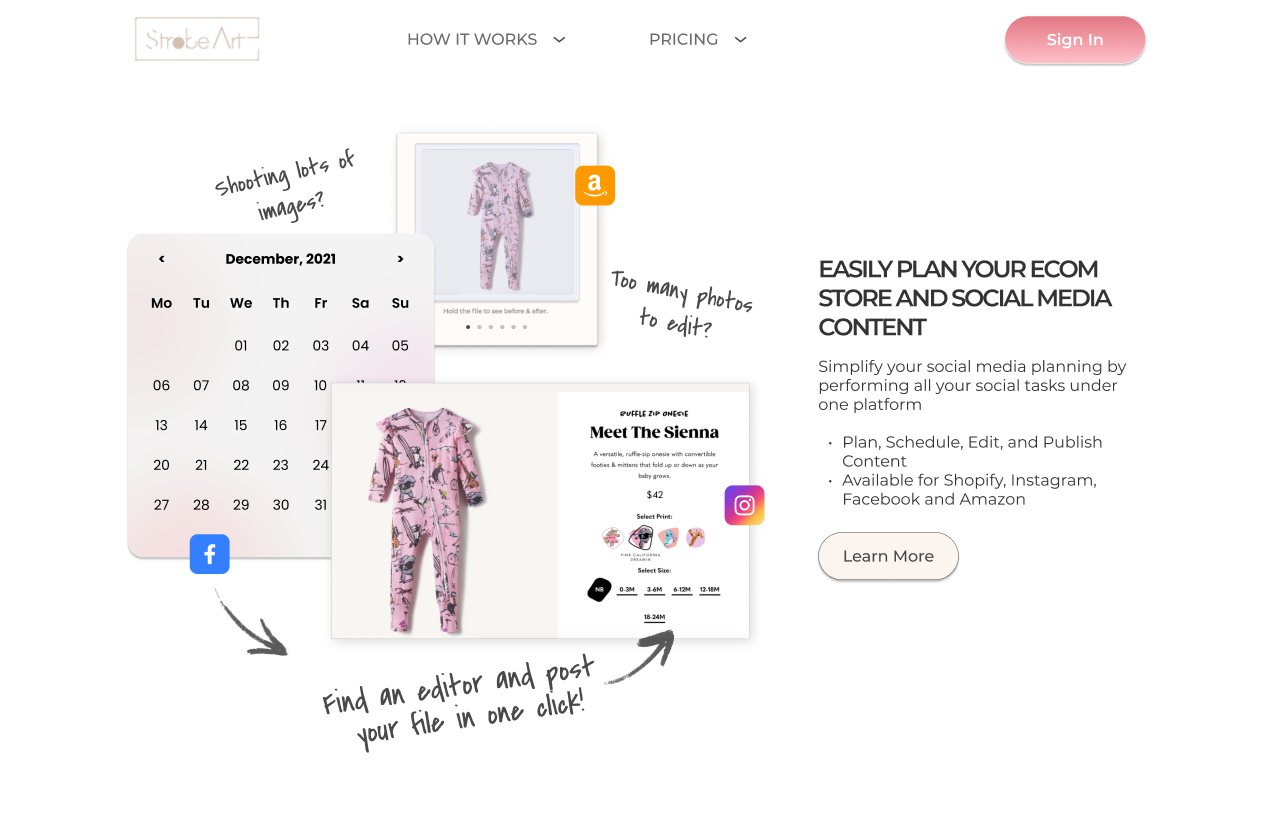 Strobe Art
HOW IT WORKS
PRICING
Sign In
Shooting lots of
images?
Hold the file to see before & after.
Too many photos
to edit?
December, 2021
Mo Tu We Th Fr Sa Su
01 02 03 04 05
06 07 08 09 10 11 12
13 14 15 16 17
20 21 22 23 24
27 28 29 30 31
RUFFLE ZIP ONESIE
Meet The Sienna
A versatile, ruffle-zip onesie with convertible
footies & mittens that fold up or down as your
baby grows.
$42
Select Print:
PINK CALIFORNIA
DREAMIN
Select Size:
NB 0-3M 3-6M 6-12M 12-18M
18-24M
Find an editor and post
your file in one click!
EASILY PLAN YOUR ECOM
STORE AND SOCIAL MEDIA
CONTENT
Simplify your social media planning by
performing all your social tasks under
one platform
• Plan, Schedule, Edit, and Publish
Content
• Available for Shopify, Instagram,
Facebook and Amazon
Learn More